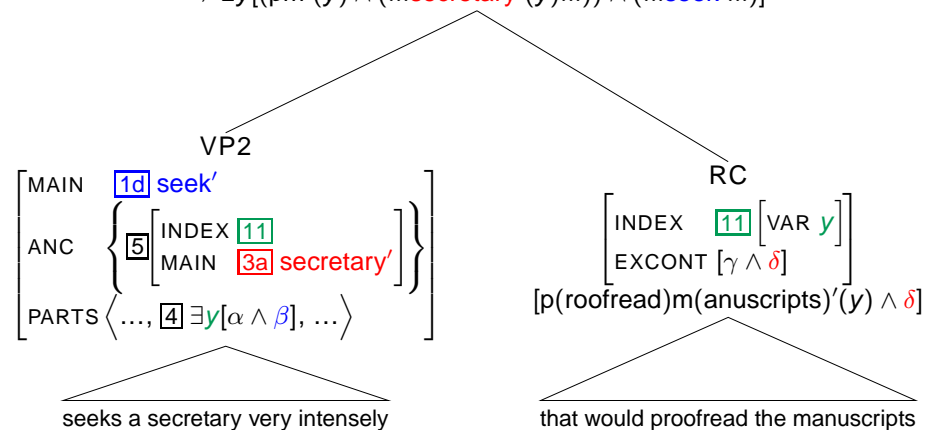 VP2
MAIN 1d seek′
ANC { 5 [ INDEX 11
MAIN 3a secretary′ ] }
PARTS ⟨ ..., 4 ∃y[α ∧ β], ... ⟩
RC
INDEX 11 [ VAR y ]
EXCONT [γ ∧ δ]
[p(roofread)m(anuscripts)′(y) ∧ δ]
seeks a secretary very intensely
that would proofread the manuscripts